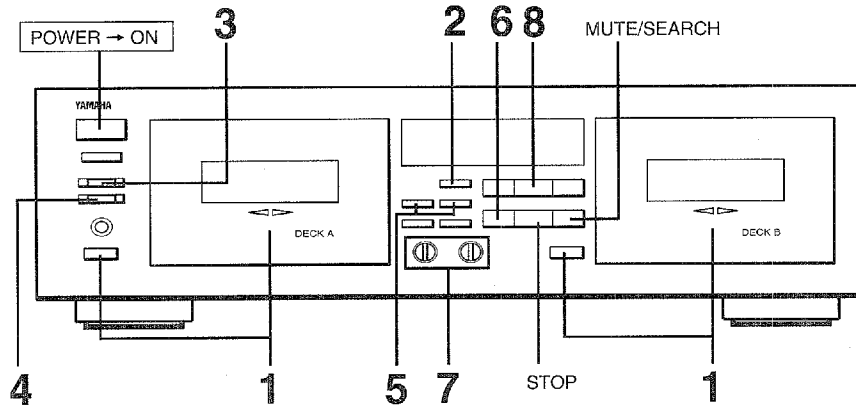 POWER → ON
3
2
6
8
MUTE/SEARCH
YAMAHA
DECK A
DECK B
4
1
5
7
STOP
1